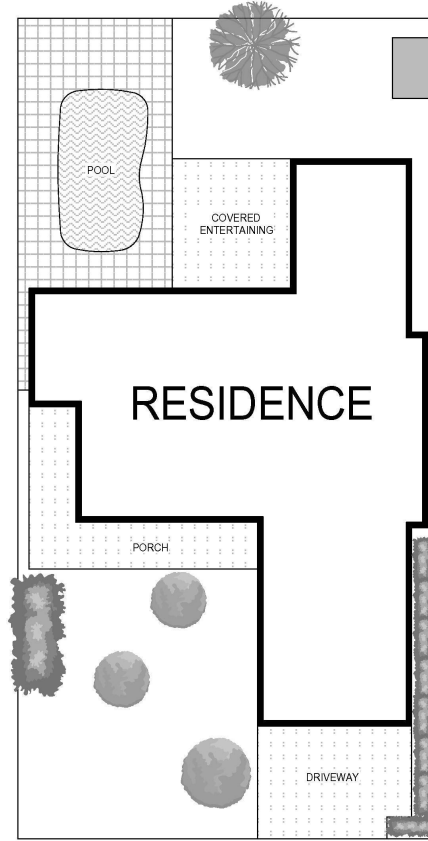 POOL
COVERED
ENTERTAINING
RESIDENCE
PORCH
DRIVEWAY